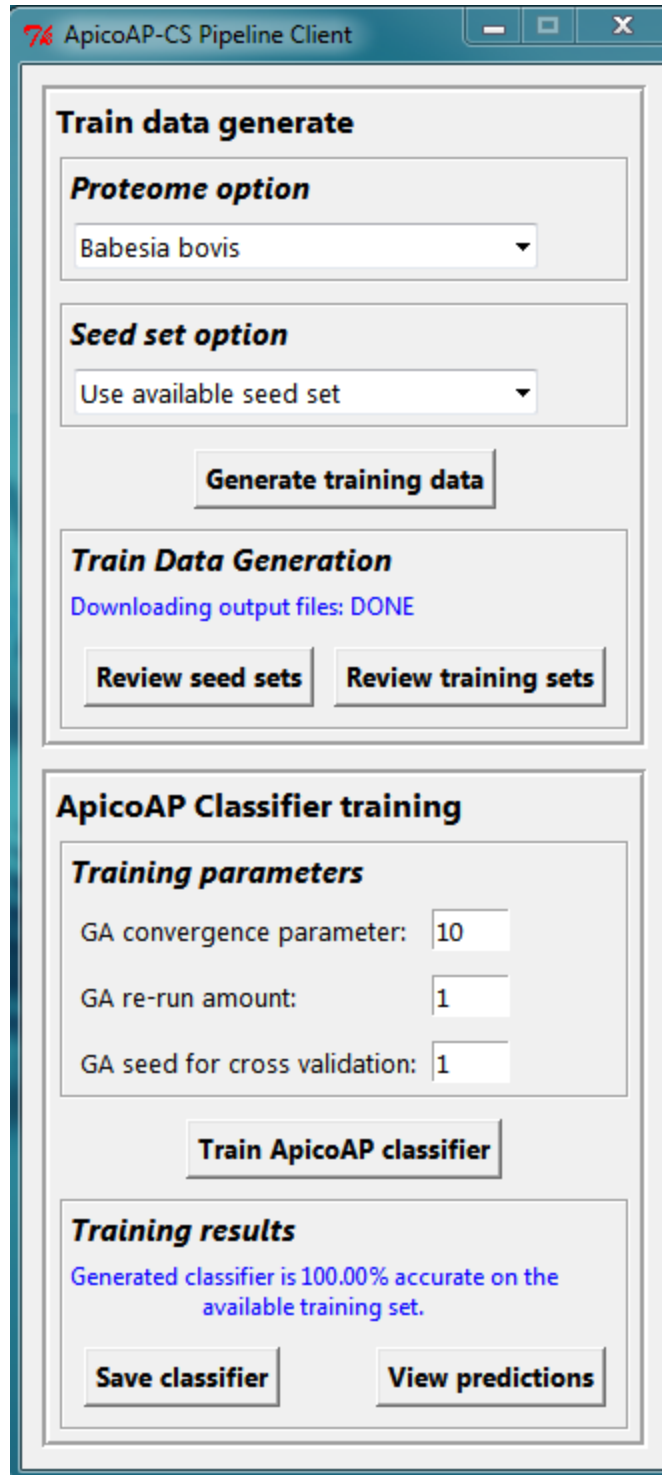 ApicoAP-CS Pipeline Client
Train data generate
Proteome option
Babesia bovis
Seed set option
Use available seed set
Generate training data
Train Data Generation
Downloading output files: DONE
Review seed sets Review training sets
ApicoAP Classifier training
Training parameters
GA convergence parameter: 10
GA re-run amount: 1
GA seed for cross validation: 1
Train ApicoAP classifier
Training results
Generated classifier is 100.00% accurate on the
available training set.
Save classifier View predictions